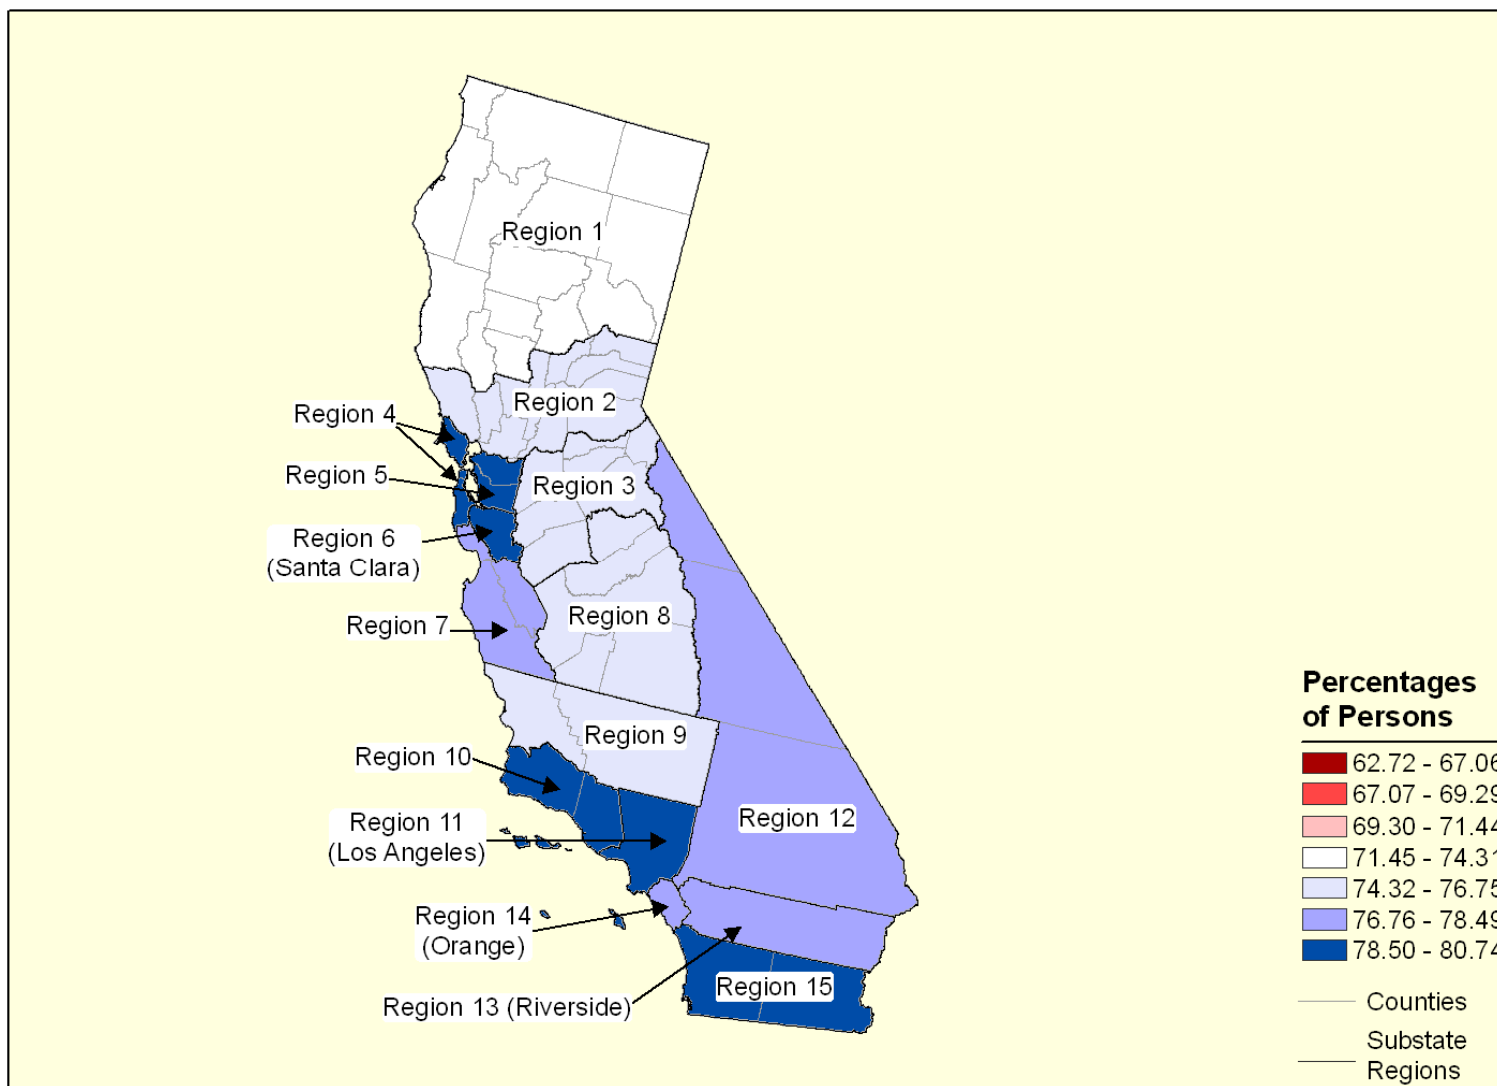 Region 1
Region 2
Region 4
Region 5
Region 3
Region 6
(Santa Clara)
Region 7
Region 8
Region 9
Region 10
Region 11
(Los Angeles)
Region 12
Region 14
(Orange)
Region 13 (Riverside)
Region 15
Percentages
of Persons
62.72 - 67.06
67.07 - 69.29
69.30 - 71.44
71.45 - 74.31
74.32 - 76.75
76.76 - 78.49
78.50 - 80.74
Counties
Substate
Regions